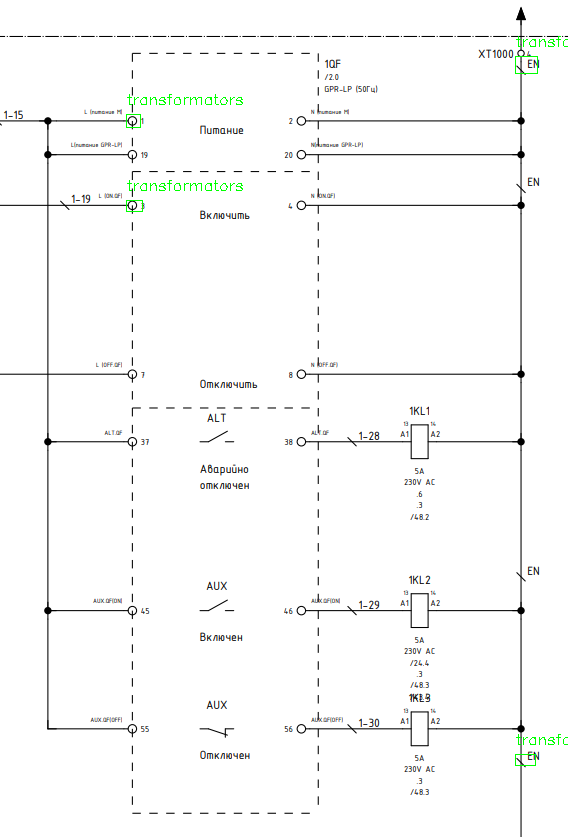 transfo
XT1000
4
EN
1QF
/2.0
GPR-LP (50Гц)
transformators
1-15
L (питание М)
1
Питание
2
N (питание М)
L(питание GPR-LP)
19
20
N(питание GPR-LP)
transformators
EN
1-19
L (ON.QF)
Включить
4
N (ON.QF)
L (OFF.QF)
7
Отключить
8
N (OFF.QF)
ALT
1KL1
ALT.QF
37
38
ALT.QF
1-28
13
14
A1
A2
Аварийно
отключен
5A
230V AC
.6
.3
/48.2
EN
AUX
1KL2
AUX.QF(ON)
45
46
AUX.QF(ON)
1-29
13
14
A1
A2
Включен
5A
230V AC
/24.4
.3
/48.3
AUX
1KL3
AUX.QF(OFF)
55
56
AUX.QF(OFF)
1-30
13
14
A1
A2
transfo
EN
Отключен
5A
230V AC
.3
/48.3